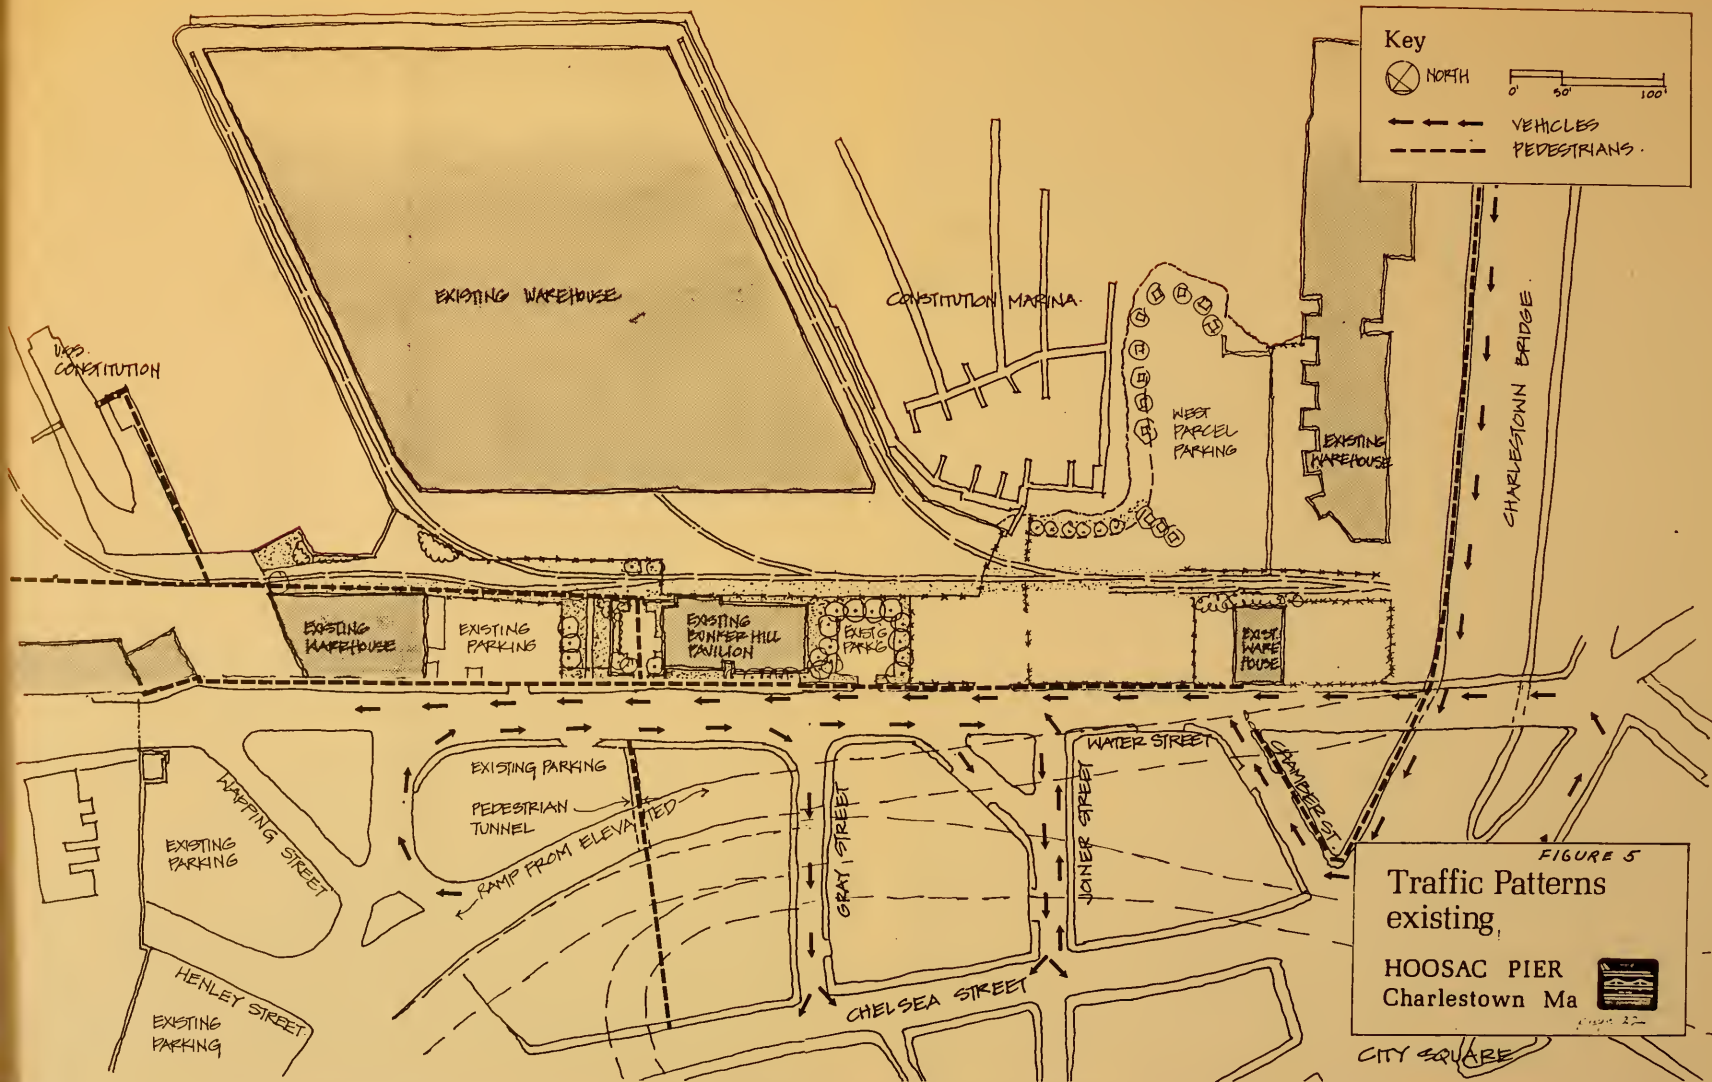 Key
NORTH
0' 50' 100'
VEHICLES
PEDESTRIANS.
EXISTING WAREHOUSE
CONSTITUTION MARINA.
U.S.S.
CONSTITUTION
WEST
PARCEL
PARKING
EXISTING
WAREHOUSE
CHARLESTOWN BRIDGE.
EXISTING
WAREHOUSE
EXISTING
PARKING
EXISTING
BUNKER HILL
PAVILION
EXIST'G
PARK'G
EXIST.
WARE
HOUSE
WATER STREET
EXISTING PARKING
PEDESTRIAN
TUNNEL
RAMP FROM ELEVATED
WAPPING STREET
EXISTING
PARKING
GRAY STREET
JOINER STREET
CHAMBER ST.
HENLEY STREET.
EXISTING
PARKING
CHELSEA STREET
FIGURE 5
Traffic Patterns
existing
HOOSAC PIER
Charlestown Ma
CITY SQUARE